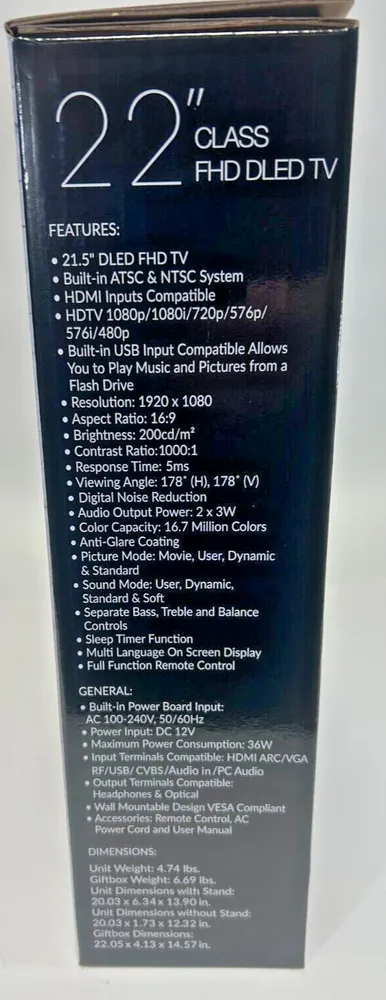 22" CLASS
FHD DLED TV
FEATURES:
• 21.5" DLED FHD TV
• Built-in ATSC & NTSC System
• HDMI Inputs Compatible
• HDTV 1080p/1080i/720p/576p/
576i/480p
• Built-in USB Input Compatible Allows
You to Play Music and Pictures from a
Flash Drive
• Resolution: 1920 x 1080
• Aspect Ratio: 16:9
• Brightness: 200cd/m²
• Contrast Ratio:1000:1
• Response Time: 5ms
• Viewing Angle: 178° (H), 178° (V)
• Digital Noise Reduction
• Audio Output Power: 2 x 3W
• Color Capacity: 16.7 Million Colors
• Anti-Glare Coating
• Picture Mode: Movie, User, Dynamic
& Standard
• Sound Mode: User, Dynamic,
Standard & Soft
• Separate Bass, Treble and Balance
Controls
• Sleep Timer Function
• Multi Language On Screen Display
• Full Function Remote Control
GENERAL:
• Built-in Power Board Input:
AC 100-240V, 50/60Hz
• Power Input: DC 12V
• Maximum Power Consumption: 36W
• Input Terminals Compatible: HDMI ARC/VGA
RF/USB/ CVBS/Audio in /PC Audio
• Output Terminals Compatible:
Headphones & Optical
• Wall Mountable Design VESA Compliant
• Accessories: Remote Control, AC
Power Cord and User Manual
DIMENSIONS:
Unit Weight: 4.74 lbs.
Giftbox Weight: 6.69 lbs.
Unit Dimensions with Stand:
20.03 x 6.34 x 13.90 in.
Unit Dimensions without Stand:
20.03 x 1.73 x 12.32 in.
Giftbox Dimensions:
22.05 x 4.13 x 14.57 in.